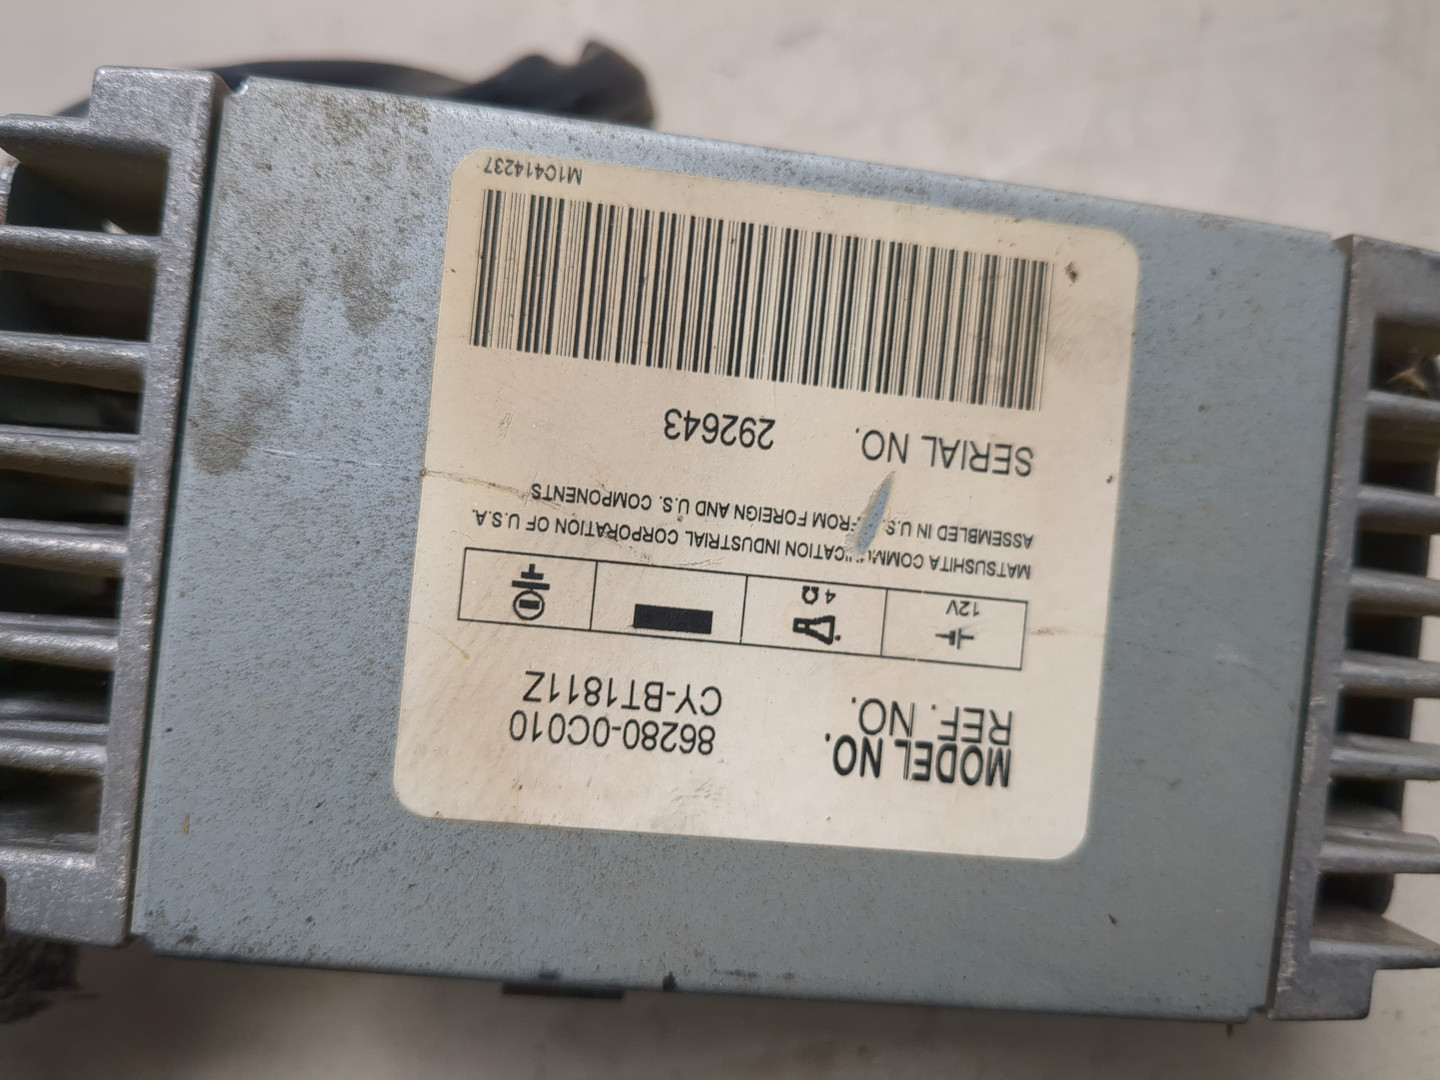 MODEL NO. 86280-0C010
REF. NO. CY-BT1811Z
12V 4Ω
MATSUSHITA COMMUNICATION INDUSTRIAL CORPORATION OF U.S.A.
ASSEMBLED IN U.S. FROM FOREIGN AND U.S. COMPONENTS
SERIAL NO. 292643
M1C414237